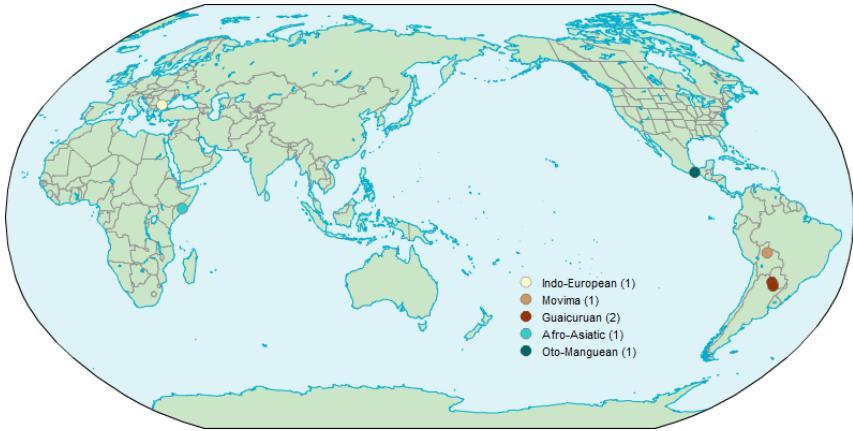 Indo-European (1)
Movima (1)
Guaicuruan (2)
Afro-Asiatic (1)
Oto-Manguean (1)